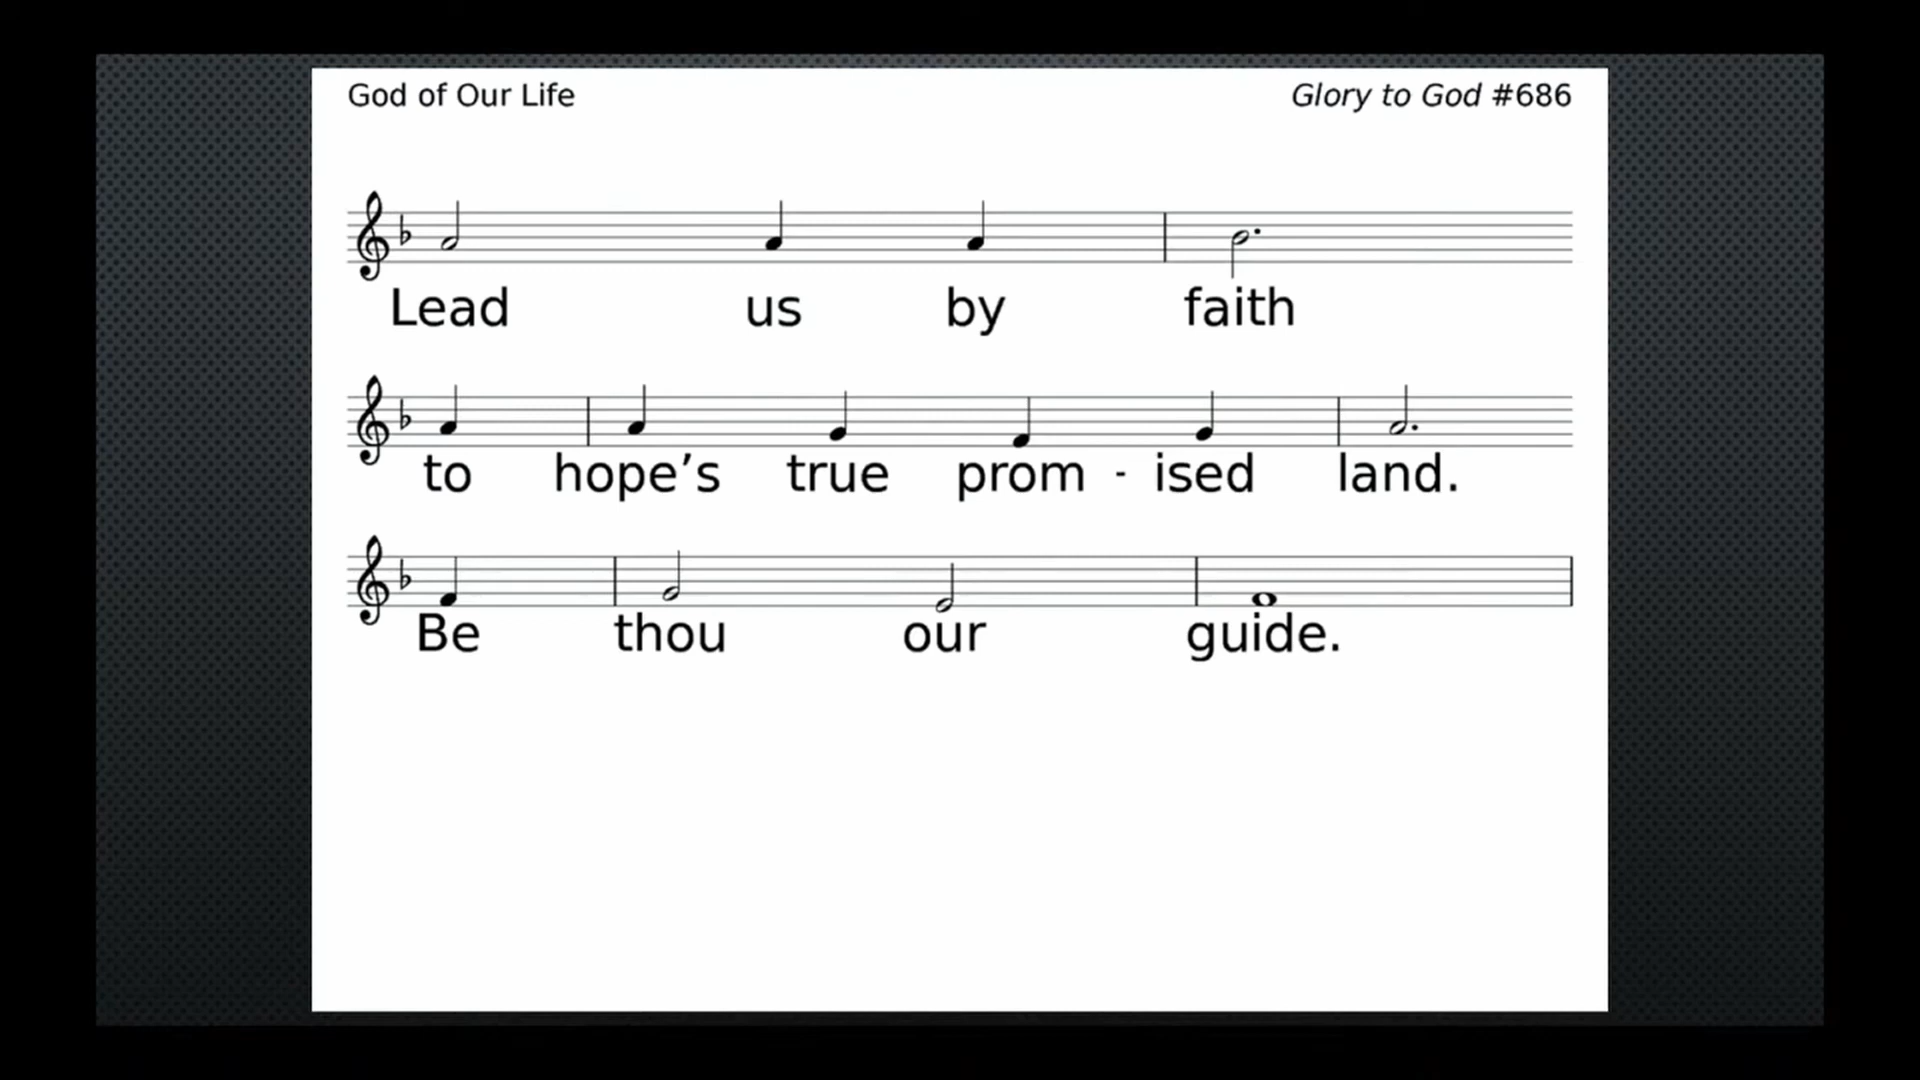 God of Our Life
Glory to God #686
Lead us by faith
to hope’s true prom - ised land.
Be thou our guide.